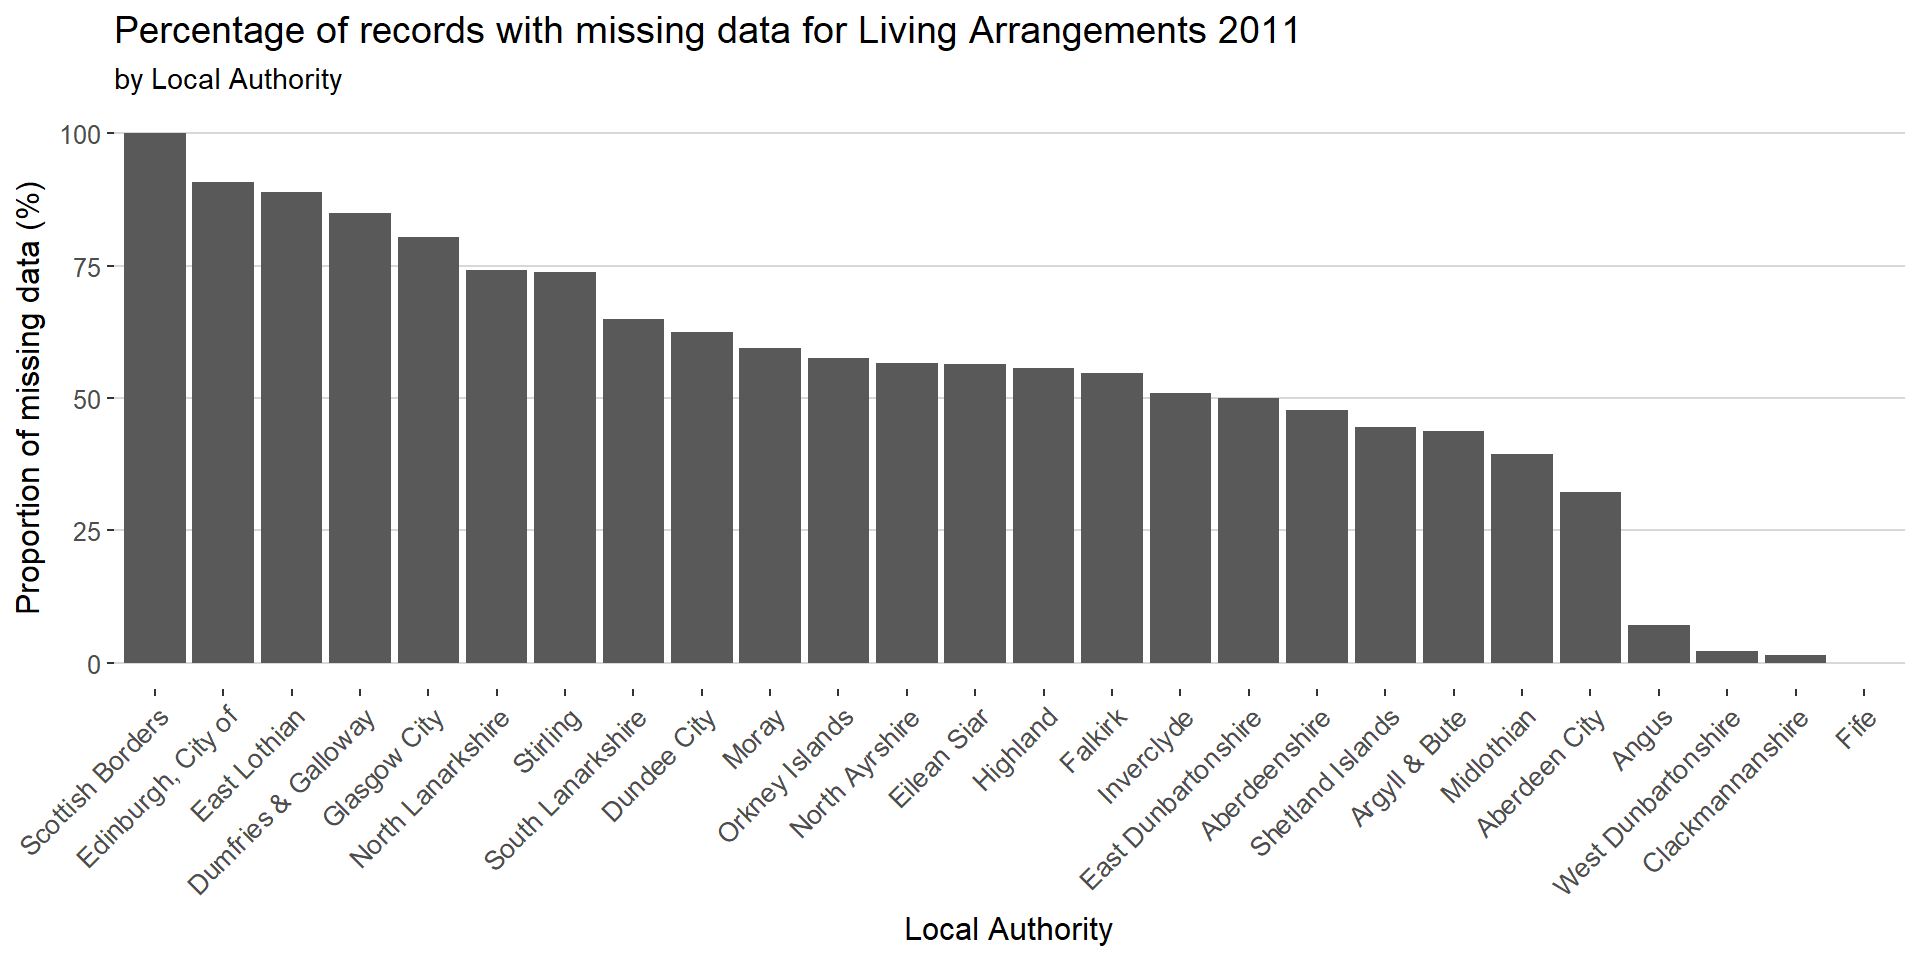 Percentage of records with missing data for Living Arrangements 2011
by Local Authority
Proportion of missing data (%)
100
75
50
25
0
Scottish Borders
Edinburgh, City of
East Lothian
Dumfries & Galloway
Glasgow City
North Lanarkshire
Stirling
South Lanarkshire
Dundee City
Moray
Orkney Islands
North Ayrshire
Eilean Siar
Highland
Falkirk
Inverclyde
East Dunbartonshire
Aberdeenshire
Shetland Islands
Argyll & Bute
Midlothian
Aberdeen City
Angus
West Dunbartonshire
Clackmannanshire
Fife
Local Authority